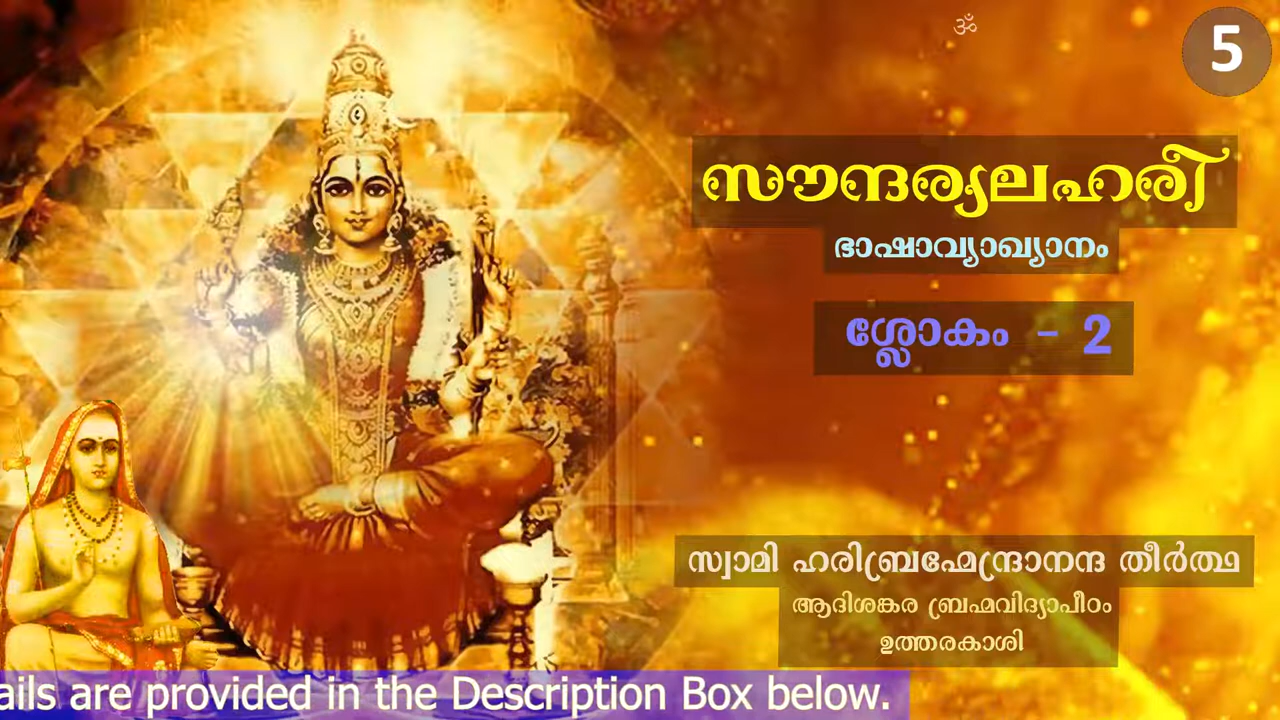 ॐ
5
സൗന്ദര്യലഹരീ
ഭാഷാവ്യാഖ്യാനം
ശ്ലോകം - 2
സ്വാമി ഹരിബ്രഹ്മേന്ദ്രാനന്ദ തീർത്ഥ
ആദിശങ്കര ബ്രഹ്മവിദ്യാപീഠം
ഉത്തരകാശി
ails are provided in the Description Box below.